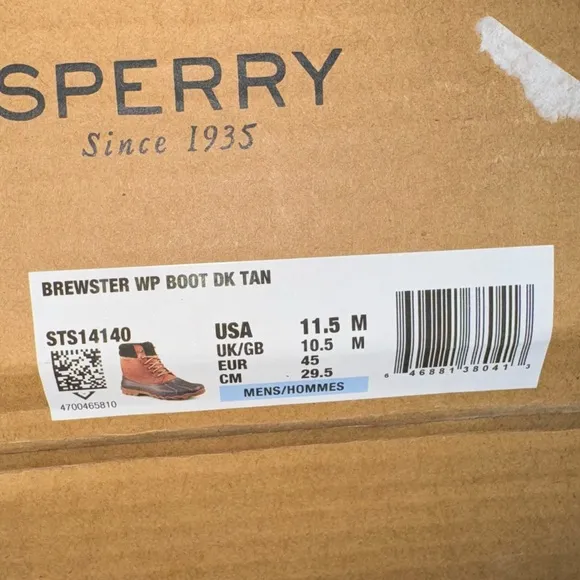 SPERRY
Since 1935
BREWSTER WP BOOT DK TAN
STS14140
4700465810
USA 11.5 M
UK/GB 10.5 M
EUR 45
CM 29.5
MENS/HOMMES
6 46881 38041 3